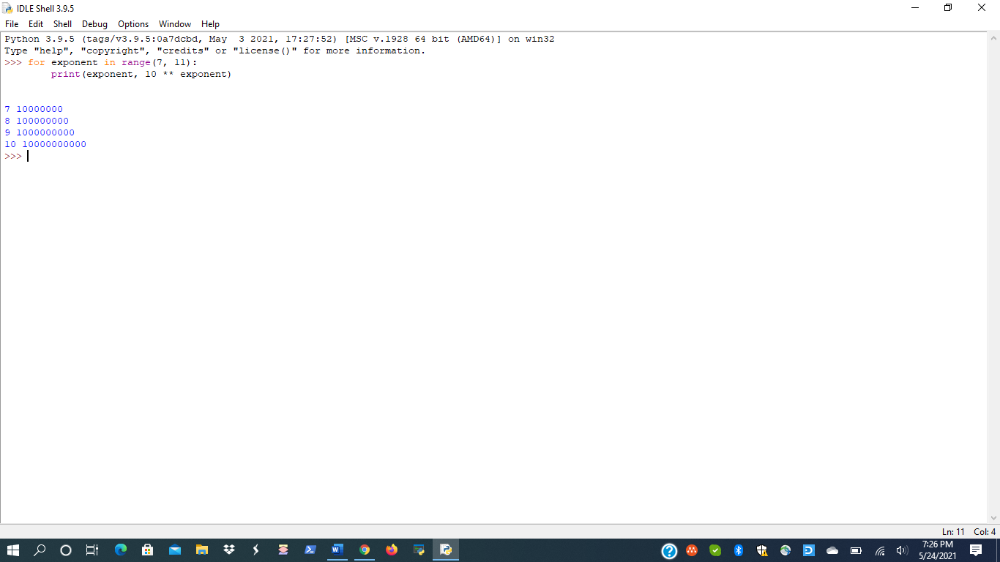 IDLE Shell 3.9.5
File Edit Shell Debug Options Window Help
Python 3.9.5 (tags/v3.9.5:0a7dcbd, May  3 2021, 17:27:52) [MSC v.1928 64 bit (AMD64)] on win32
Type "help", "copyright", "credits" or "license()" for more information.
>>> for exponent in range(7, 11):
        print(exponent, 10 ** exponent)
7 10000000
8 100000000
9 1000000000
10 10000000000
>>>
Ln: 11 Col: 4
7:26 PM
5/24/2021